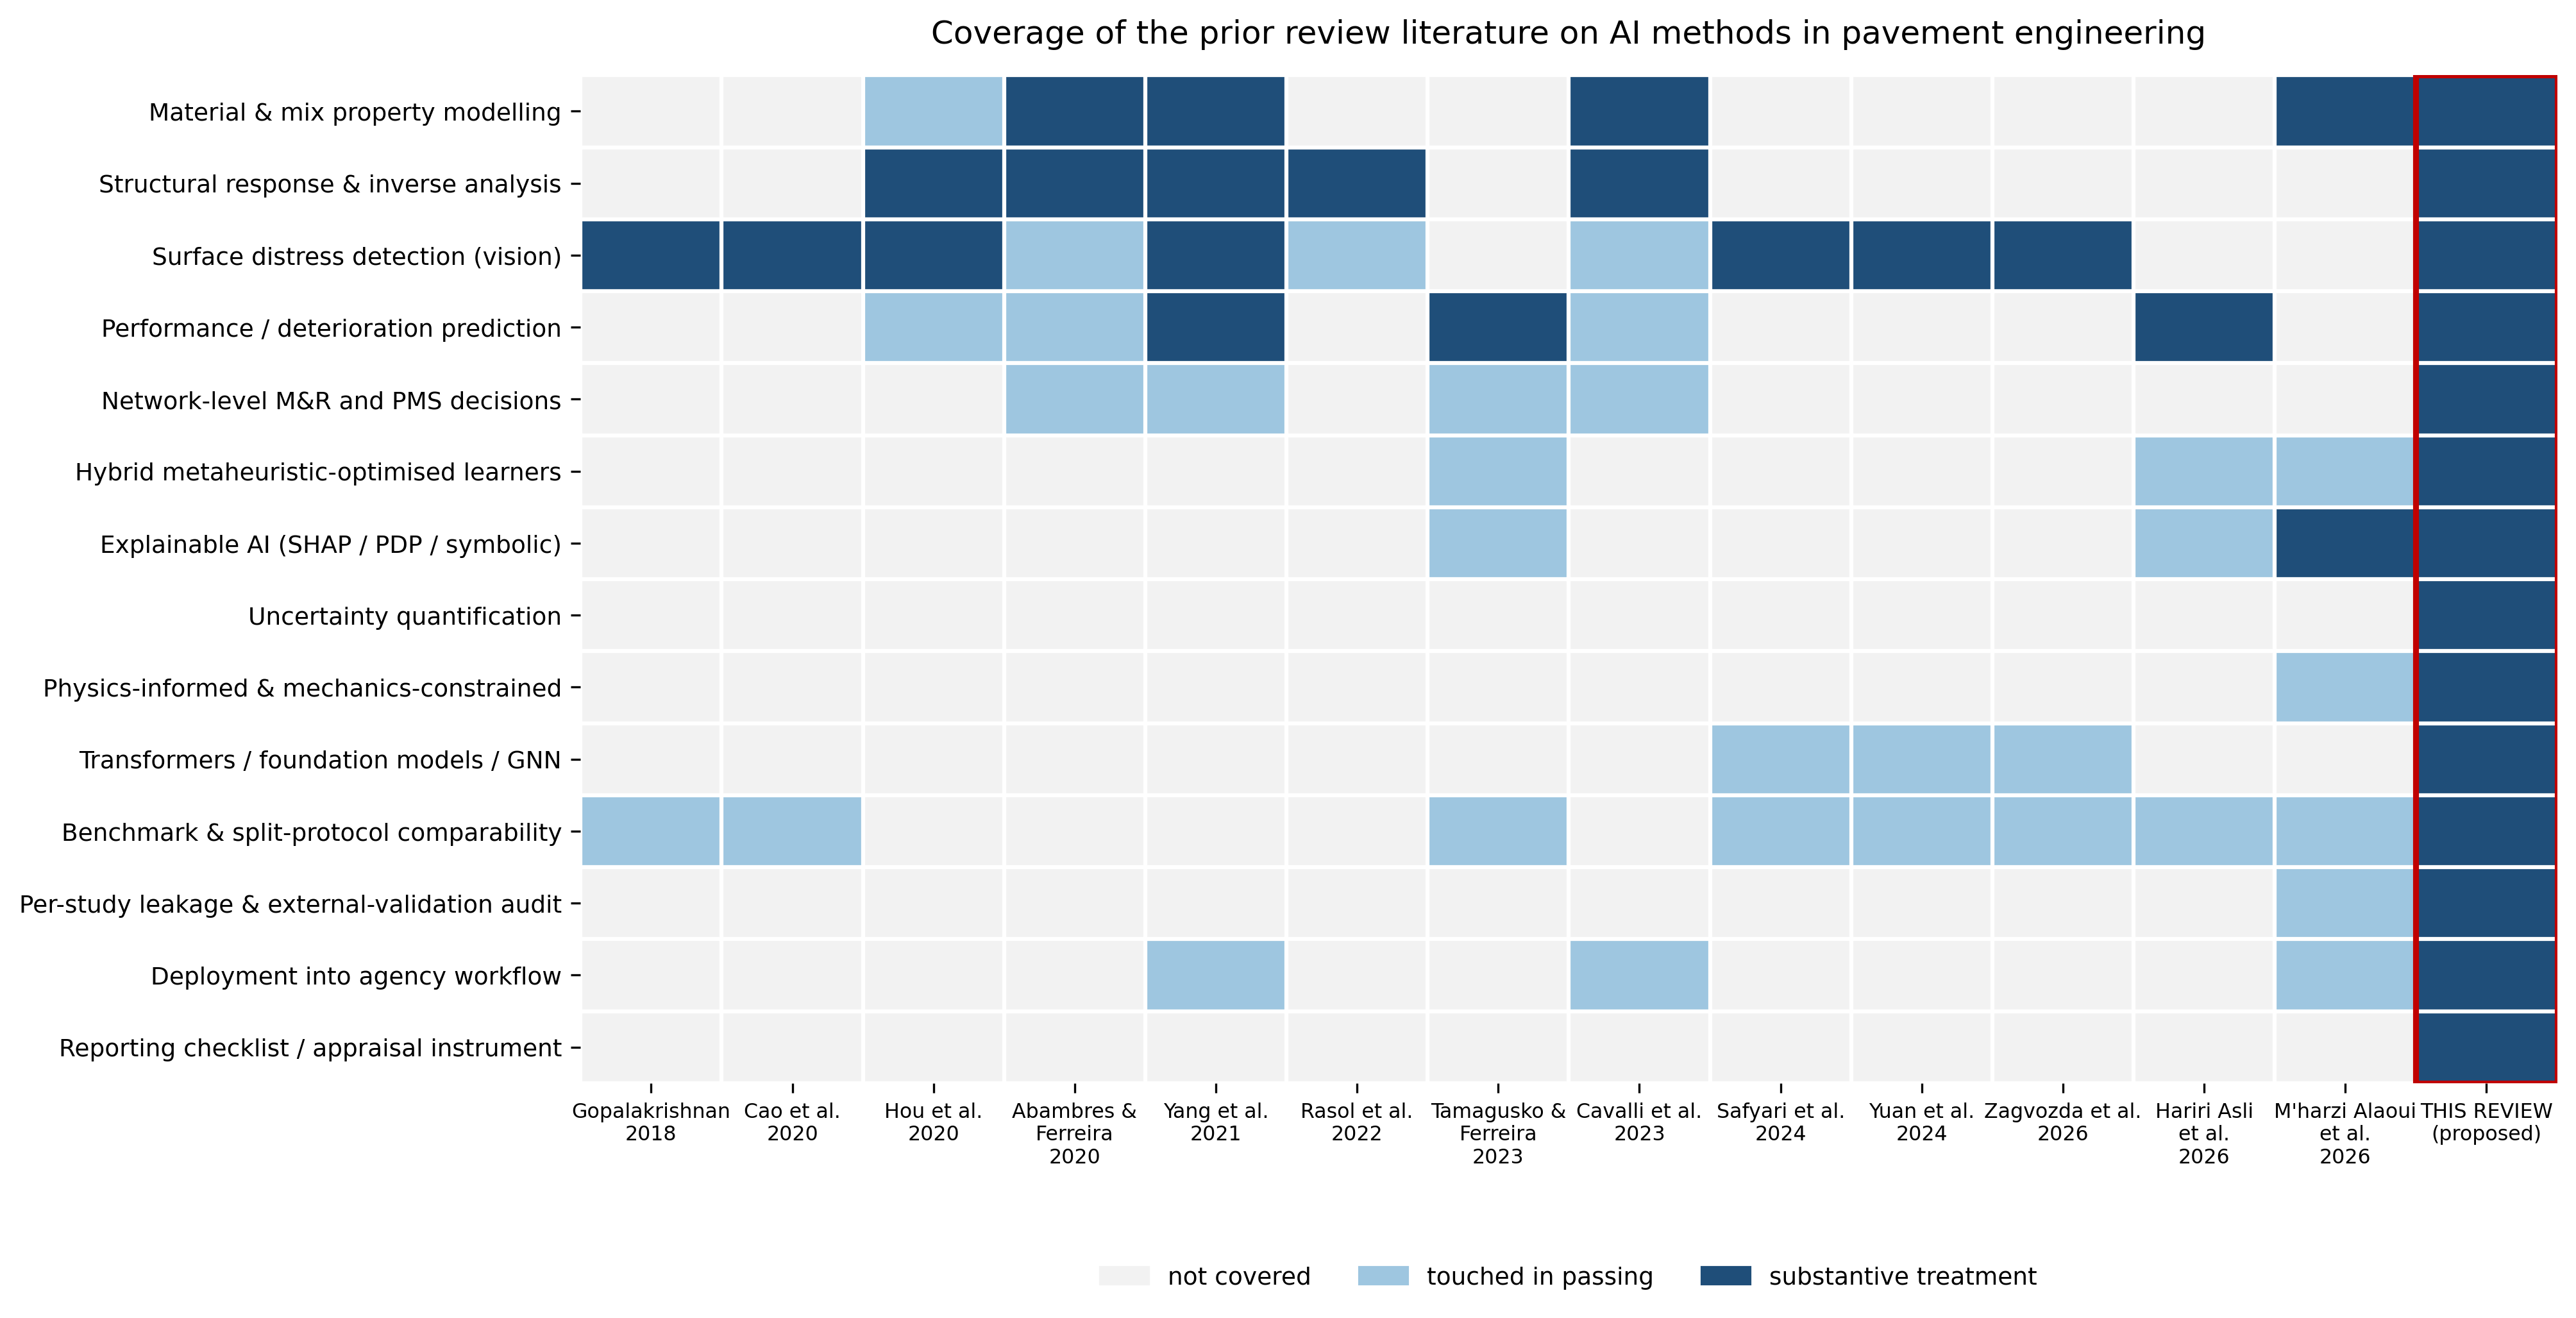 Coverage of the prior review literature on AI methods in pavement engineering
Material & mix property modelling
Structural response & inverse analysis
Surface distress detection (vision)
Performance / deterioration prediction
Network-level M&R and PMS decisions
Hybrid metaheuristic-optimised learners
Explainable AI (SHAP / PDP / symbolic)
Uncertainty quantification
Physics-informed & mechanics-constrained
Transformers / foundation models / GNN
Benchmark & split-protocol comparability
Per-study leakage & external-validation audit
Deployment into agency workflow
Reporting checklist / appraisal instrument
Gopalakrishnan
2018
Cao et al.
2020
Hou et al.
2020
Abambres &
Ferreira
2020
Yang et al.
2021
Rasol et al.
2022
Tamagusko &
Ferreira
2023
Cavalli et al.
2023
Safyari et al.
2024
Yuan et al.
2024
Zagvozda et al.
2026
Hariri Asli
et al.
2026
M'harzi Alaoui
et al.
2026
THIS REVIEW
(proposed)
not covered
touched in passing
substantive treatment